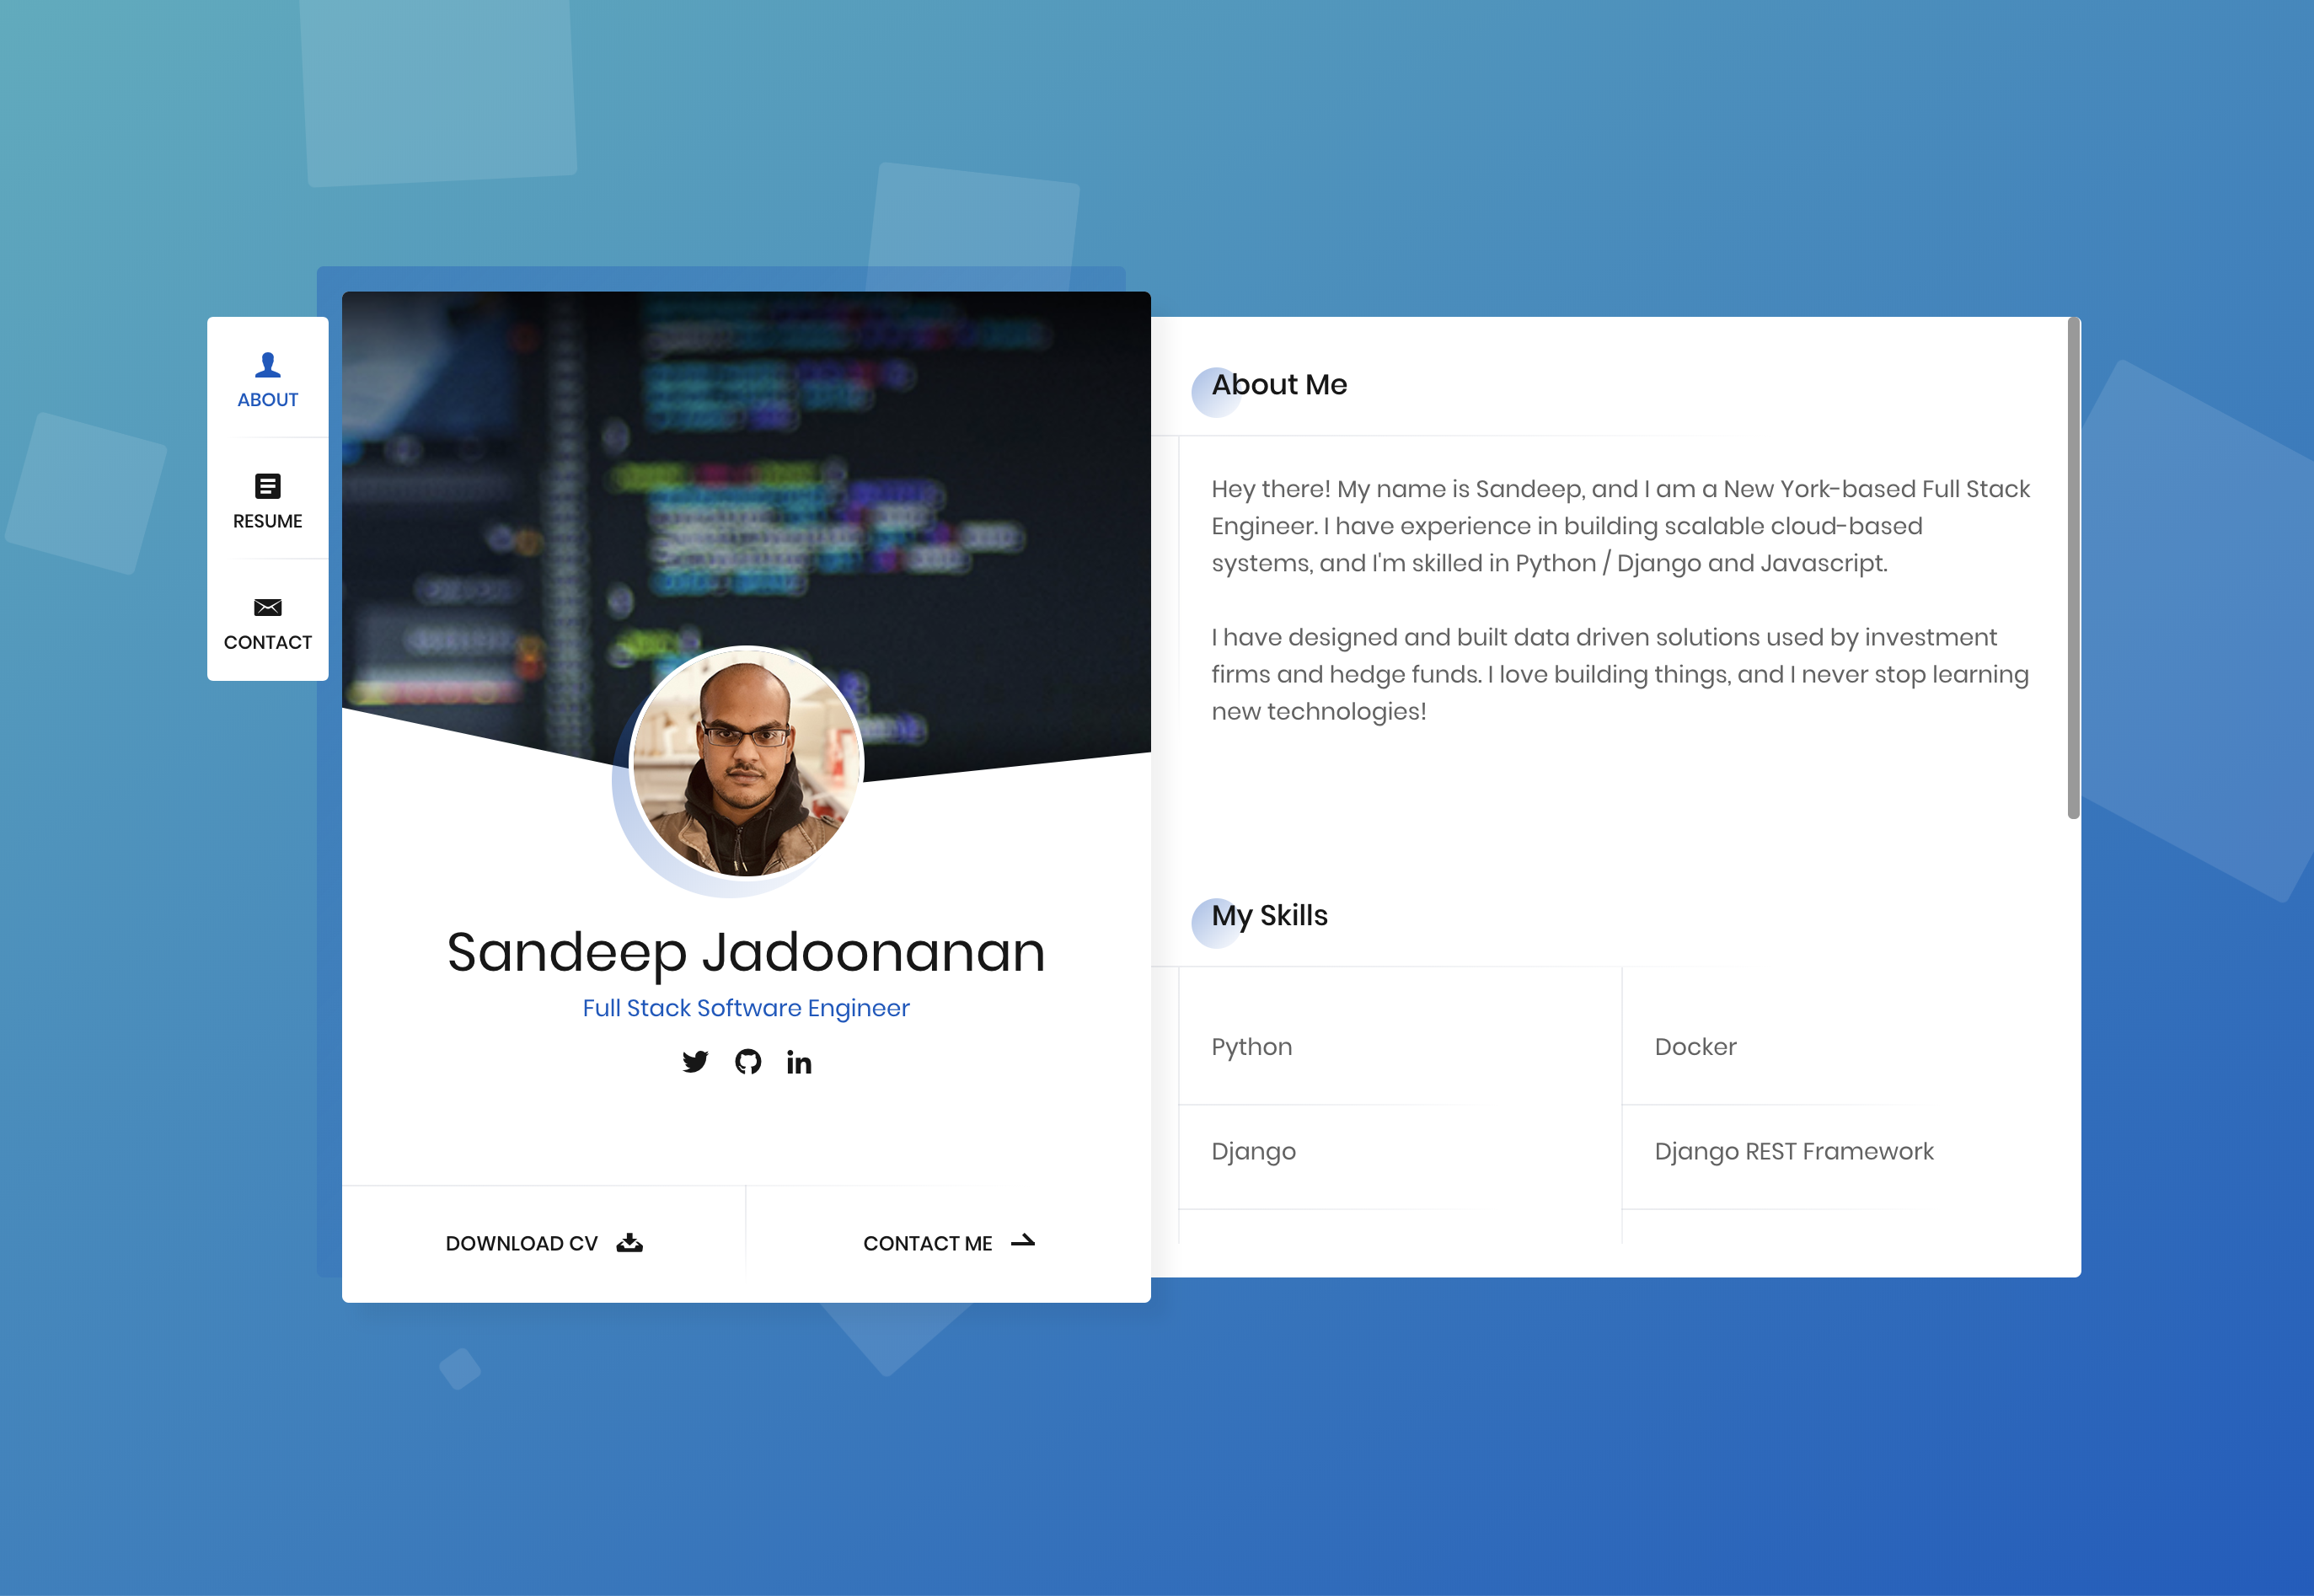 ABOUT
RESUME
CONTACT
Sandeep Jadoonanan
Full Stack Software Engineer
in
DOWNLOAD CV
CONTACT ME
About Me
Hey there! My name is Sandeep, and I am a New York-based Full Stack
Engineer. I have experience in building scalable cloud-based
systems, and I'm skilled in Python / Django and Javascript.
I have designed and built data driven solutions used by investment
firms and hedge funds. I love building things, and I never stop learning
new technologies!
My Skills
Python
Docker
Django
Django REST Framework